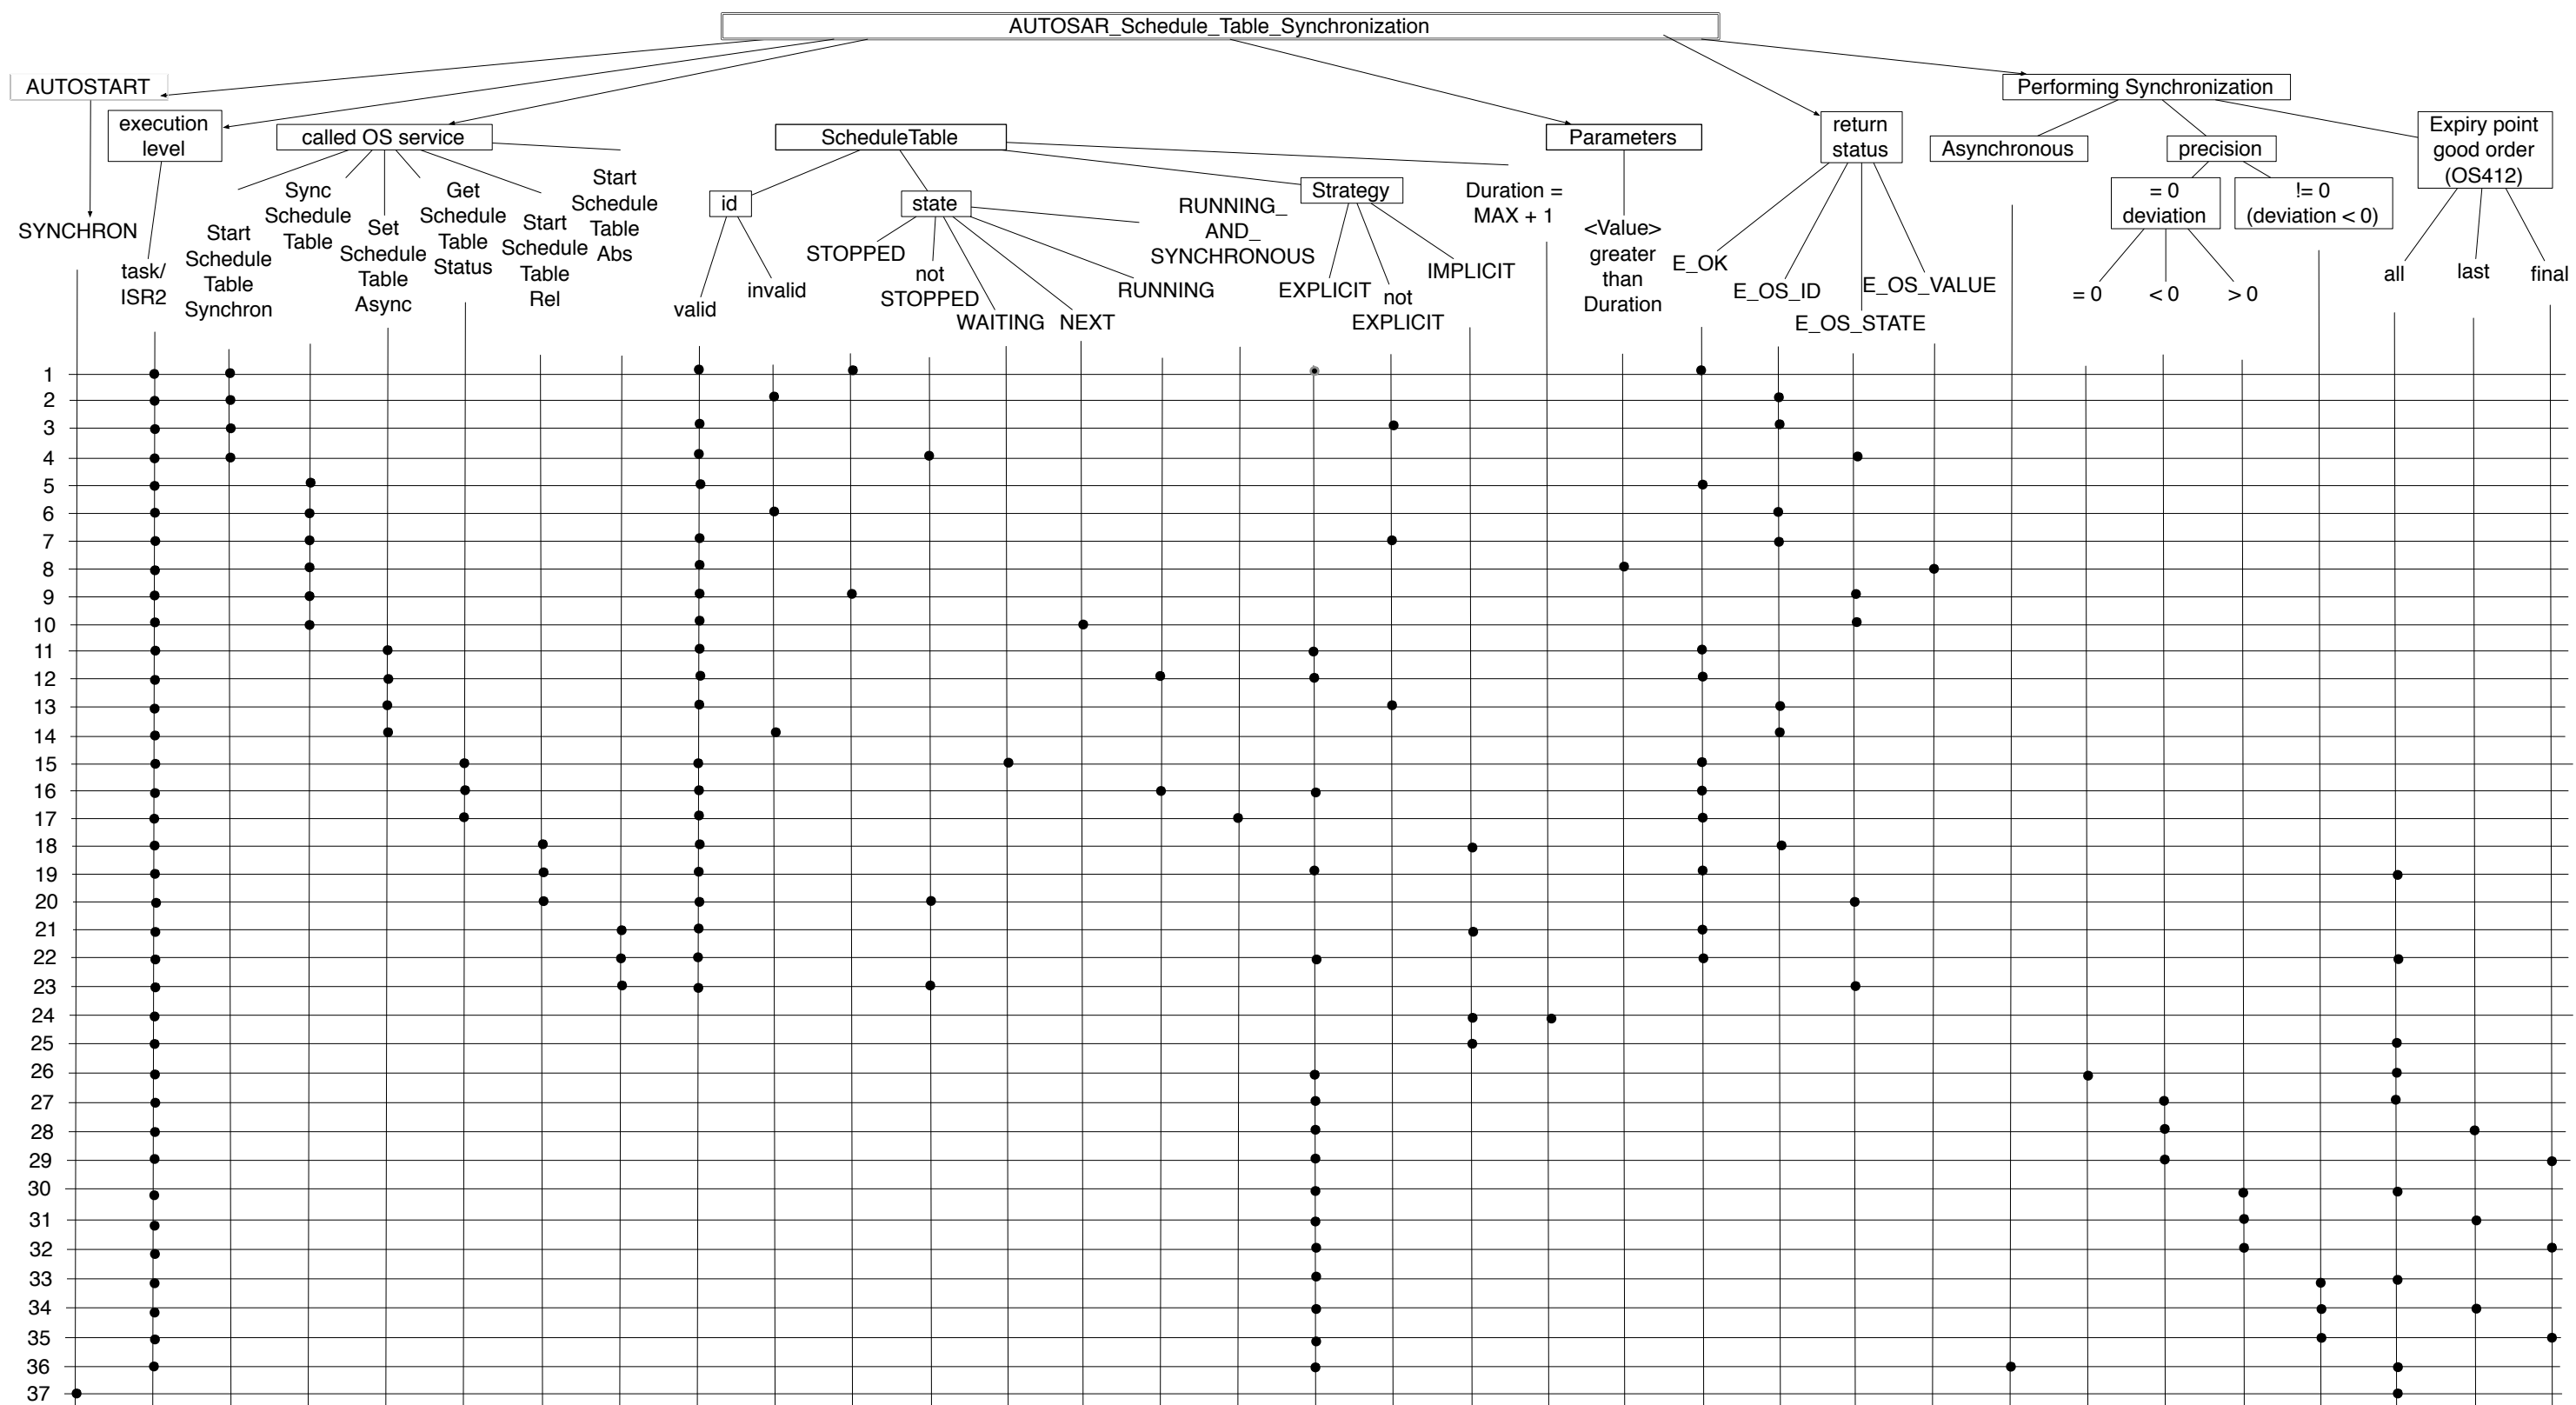 AUTOSAR_Schedule_Table_Synchronization
AUTOSTART
SYNCHRON
execution
level
task/
ISR2
called OS service
Start
Schedule
Table
Synchron
Sync
Schedule
Table
Set
Schedule
Table
Async
Get
Schedule
Table
Status
Start
Schedule
Table
Rel
Start
Schedule
Table
Abs
ScheduleTable
id
valid
invalid
state
STOPPED
not
STOPPED
WAITING
NEXT
RUNNING
RUNNING_
AND_
SYNCHRONOUS
Strategy
EXPLICIT
not
EXPLICIT
IMPLICIT
Duration =
MAX + 1
Parameters
<Value>
greater
than
Duration
return
status
E_OK
E_OS_ID
E_OS_STATE
E_OS_VALUE
Performing Synchronization
Asynchronous
precision
= 0
deviation
= 0
< 0
> 0
!= 0
(deviation < 0)
Expiry point
good order
(OS412)
all
last
final
1
2
3
4
5
6
7
8
9
10
11
12
13
14
15
16
17
18
19
20
21
22
23
24
25
26
27
28
29
30
31
32
33
34
35
36
37